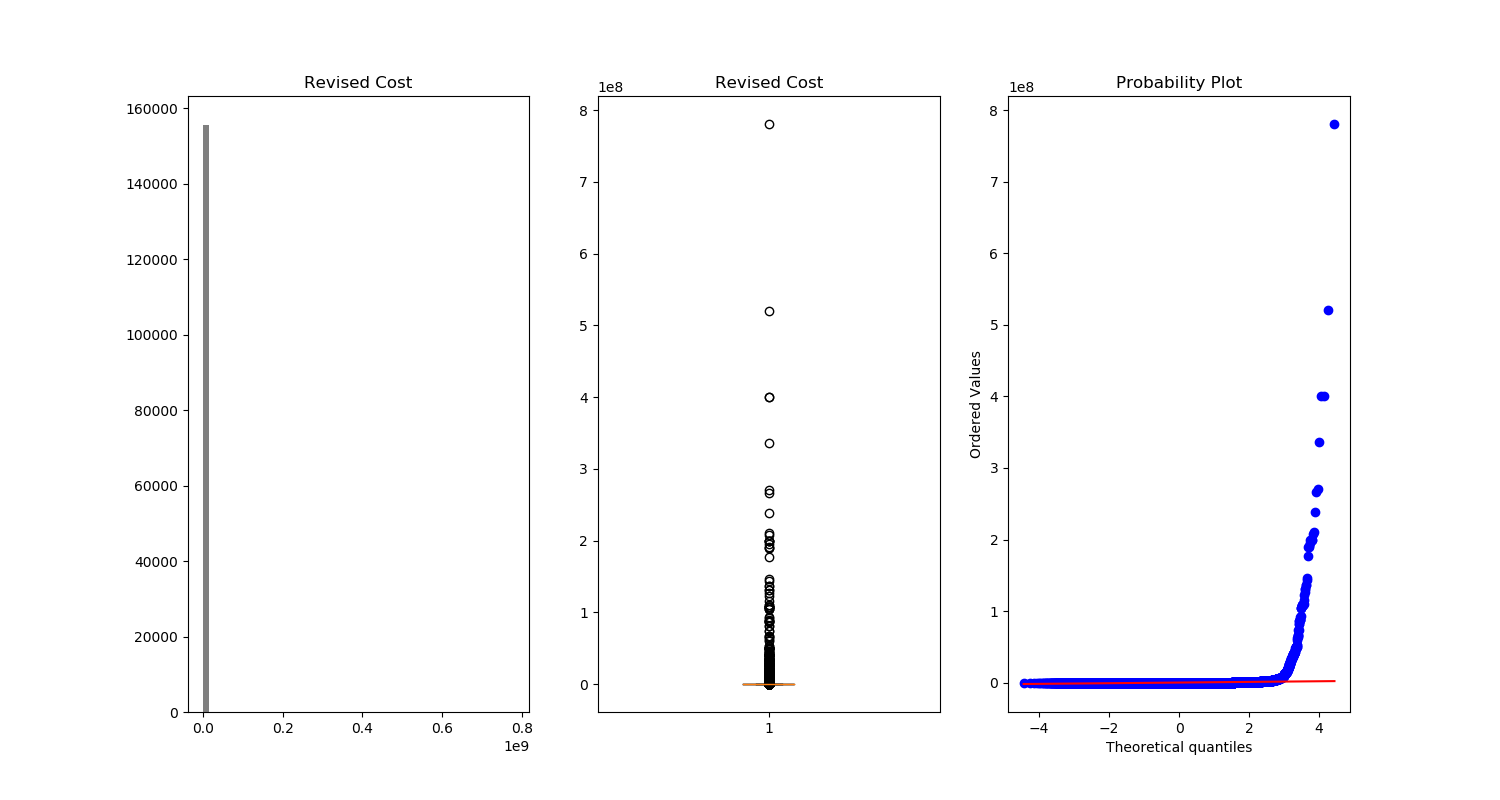 Revised Cost
160000
140000
120000
100000
80000
60000
40000
20000
0
0.0 0.2 0.4 0.6 0.8
1e9
Revised Cost
1e8
8
7
6
5
4
3
2
1
0
1
Probability Plot
1e8
Ordered Values
8
7
6
5
4
3
2
1
0
−4 −2 0 2 4
Theoretical quantiles